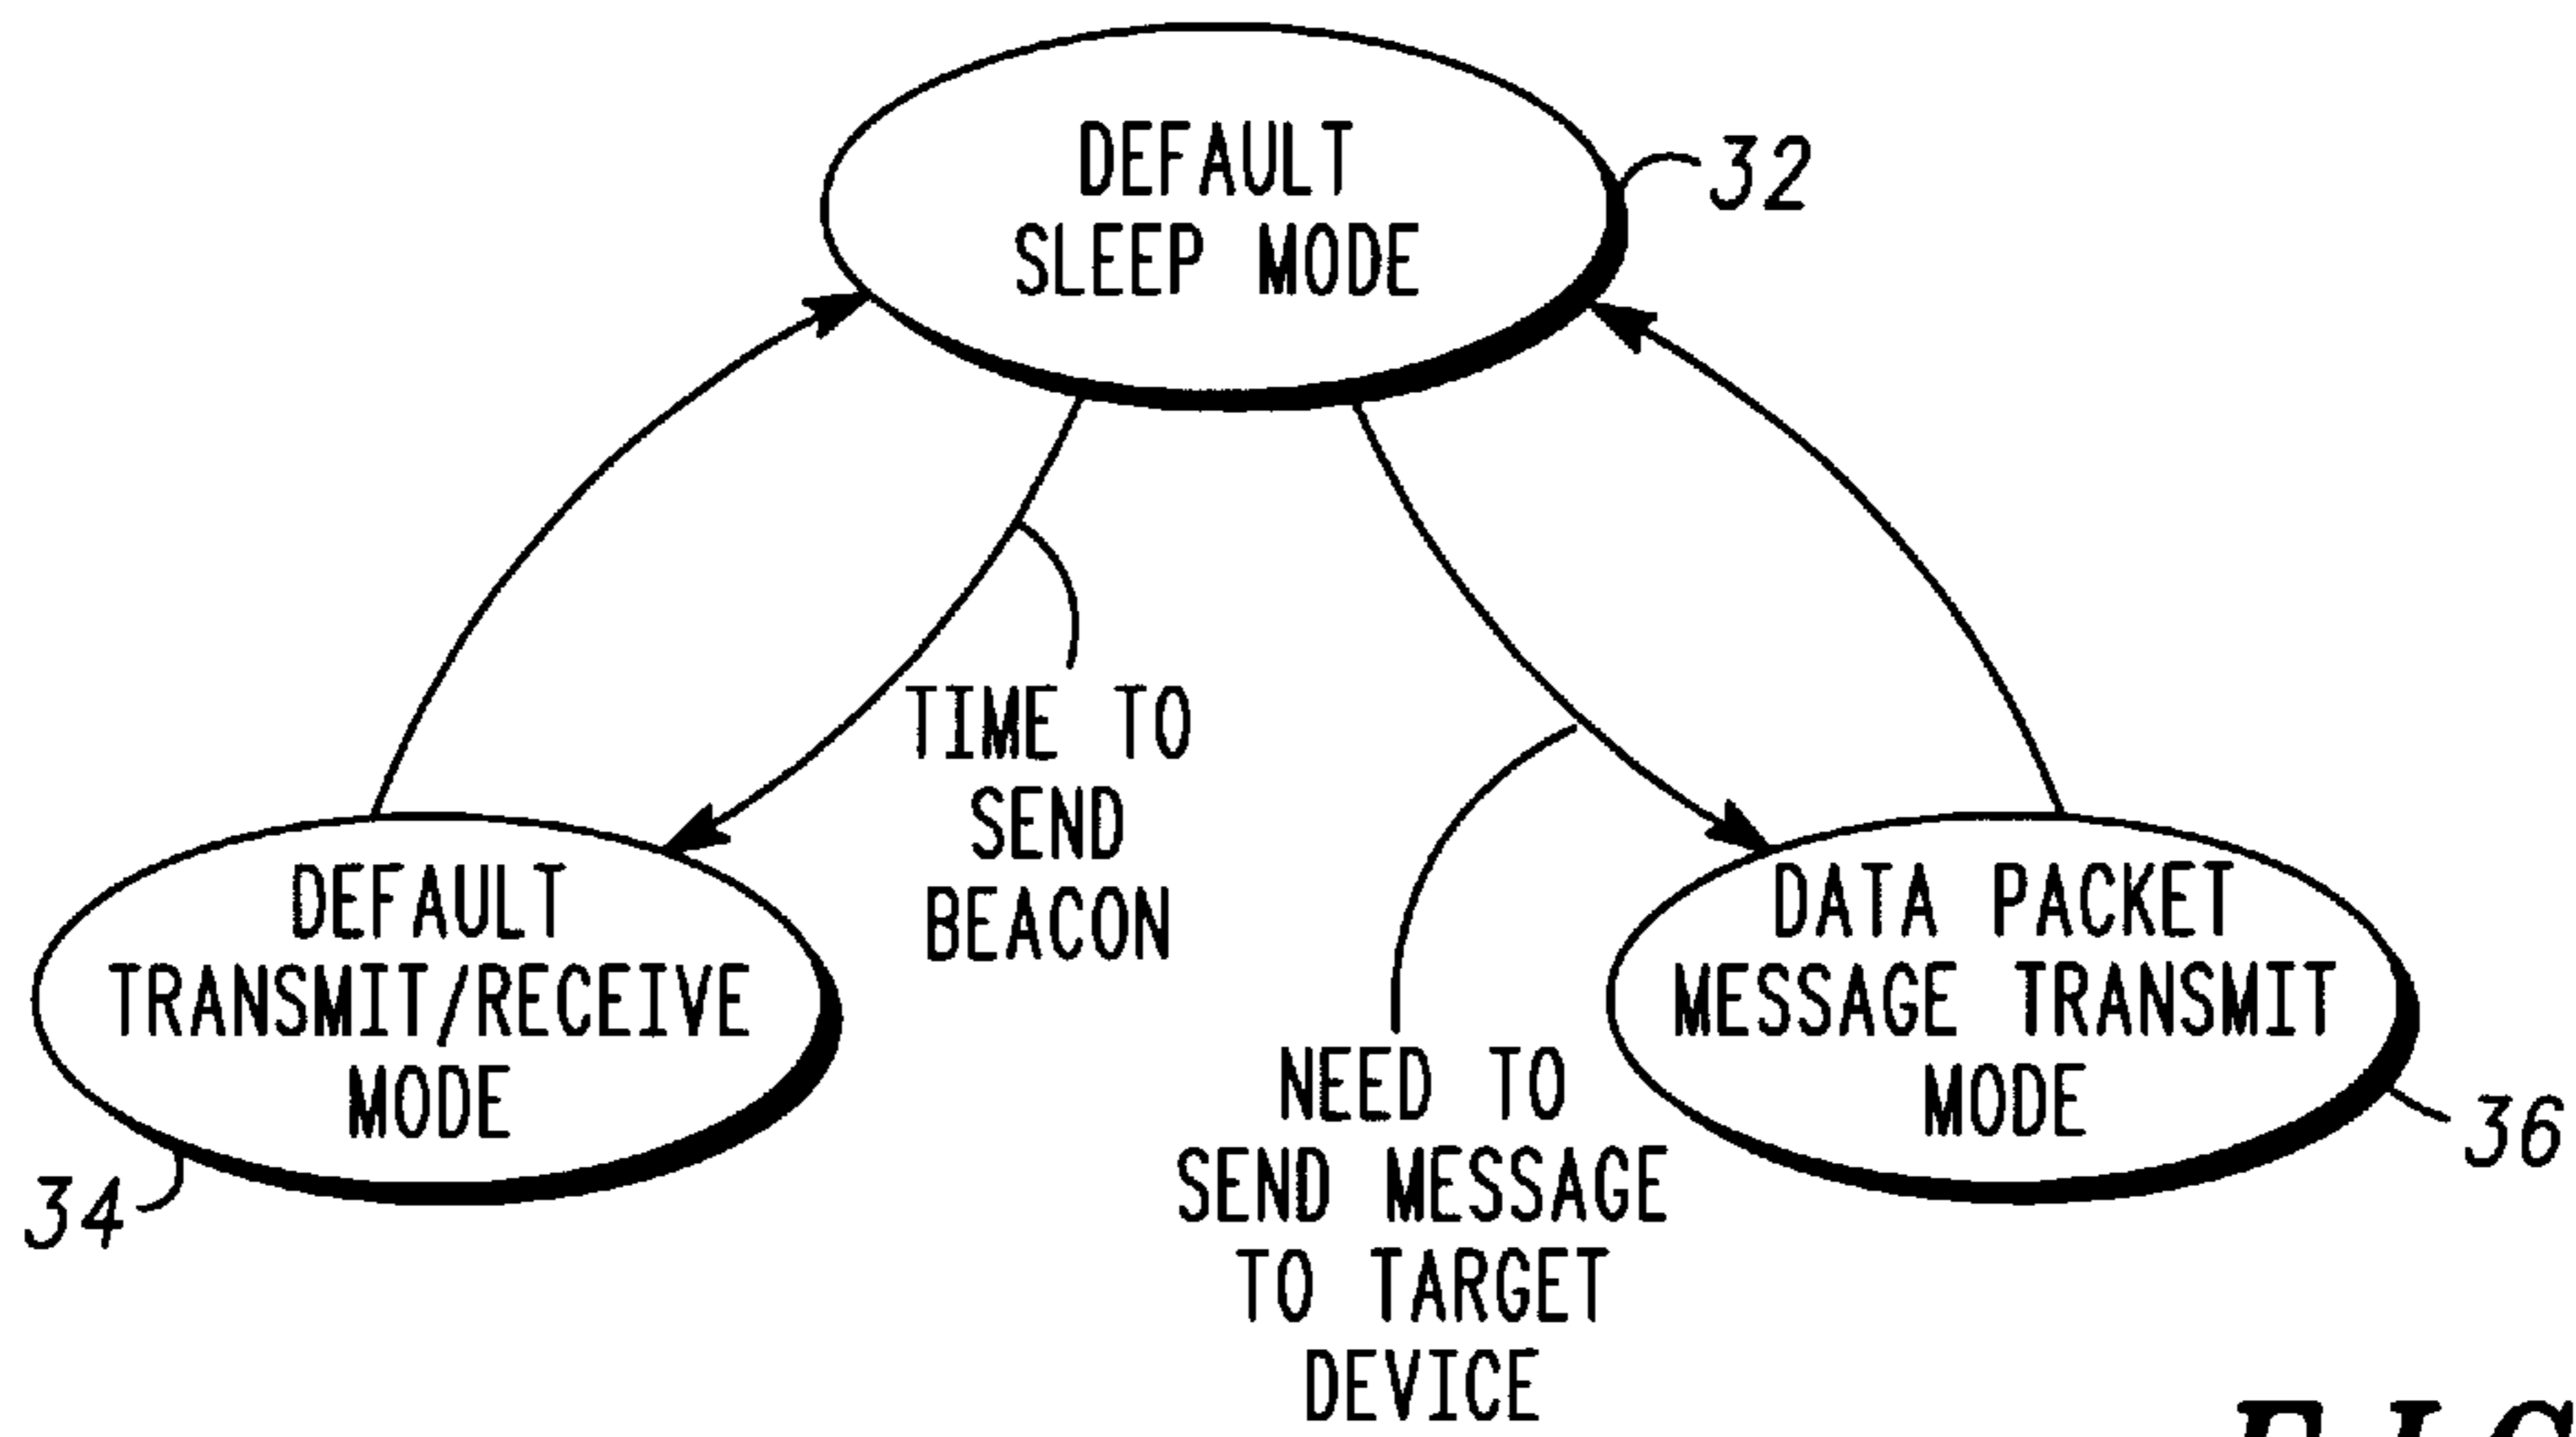 DEFAULT
SLEEP MODE
32
TIME TO
SEND
BEACON
DEFAULT
TRANSMIT/RECEIVE
MODE
34
DATA PACKET
MESSAGE TRANSMIT
MODE
36
NEED TO
SEND MESSAGE
TO TARGET
DEVICE